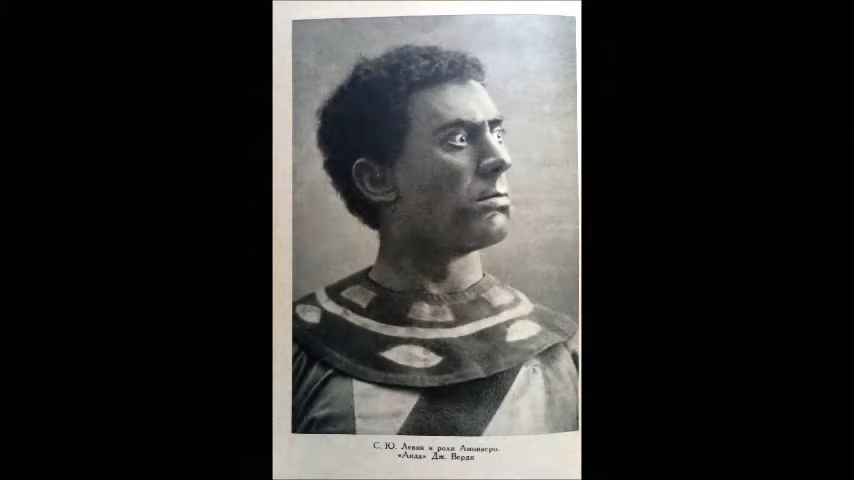 С. Ю. Левик в роли Амонасро.
«Аида» Дж. Верди